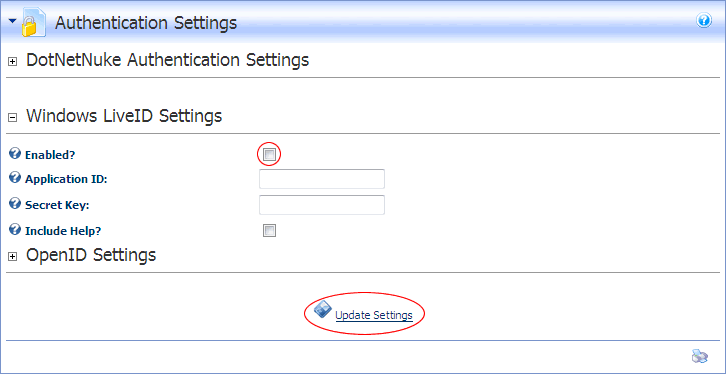 Authentication Settings
DotNetNuke Authentication Settings
Windows LiveID Settings
Enabled?
Application ID:
Secret Key:
Include Help?
OpenID Settings
Update Settings